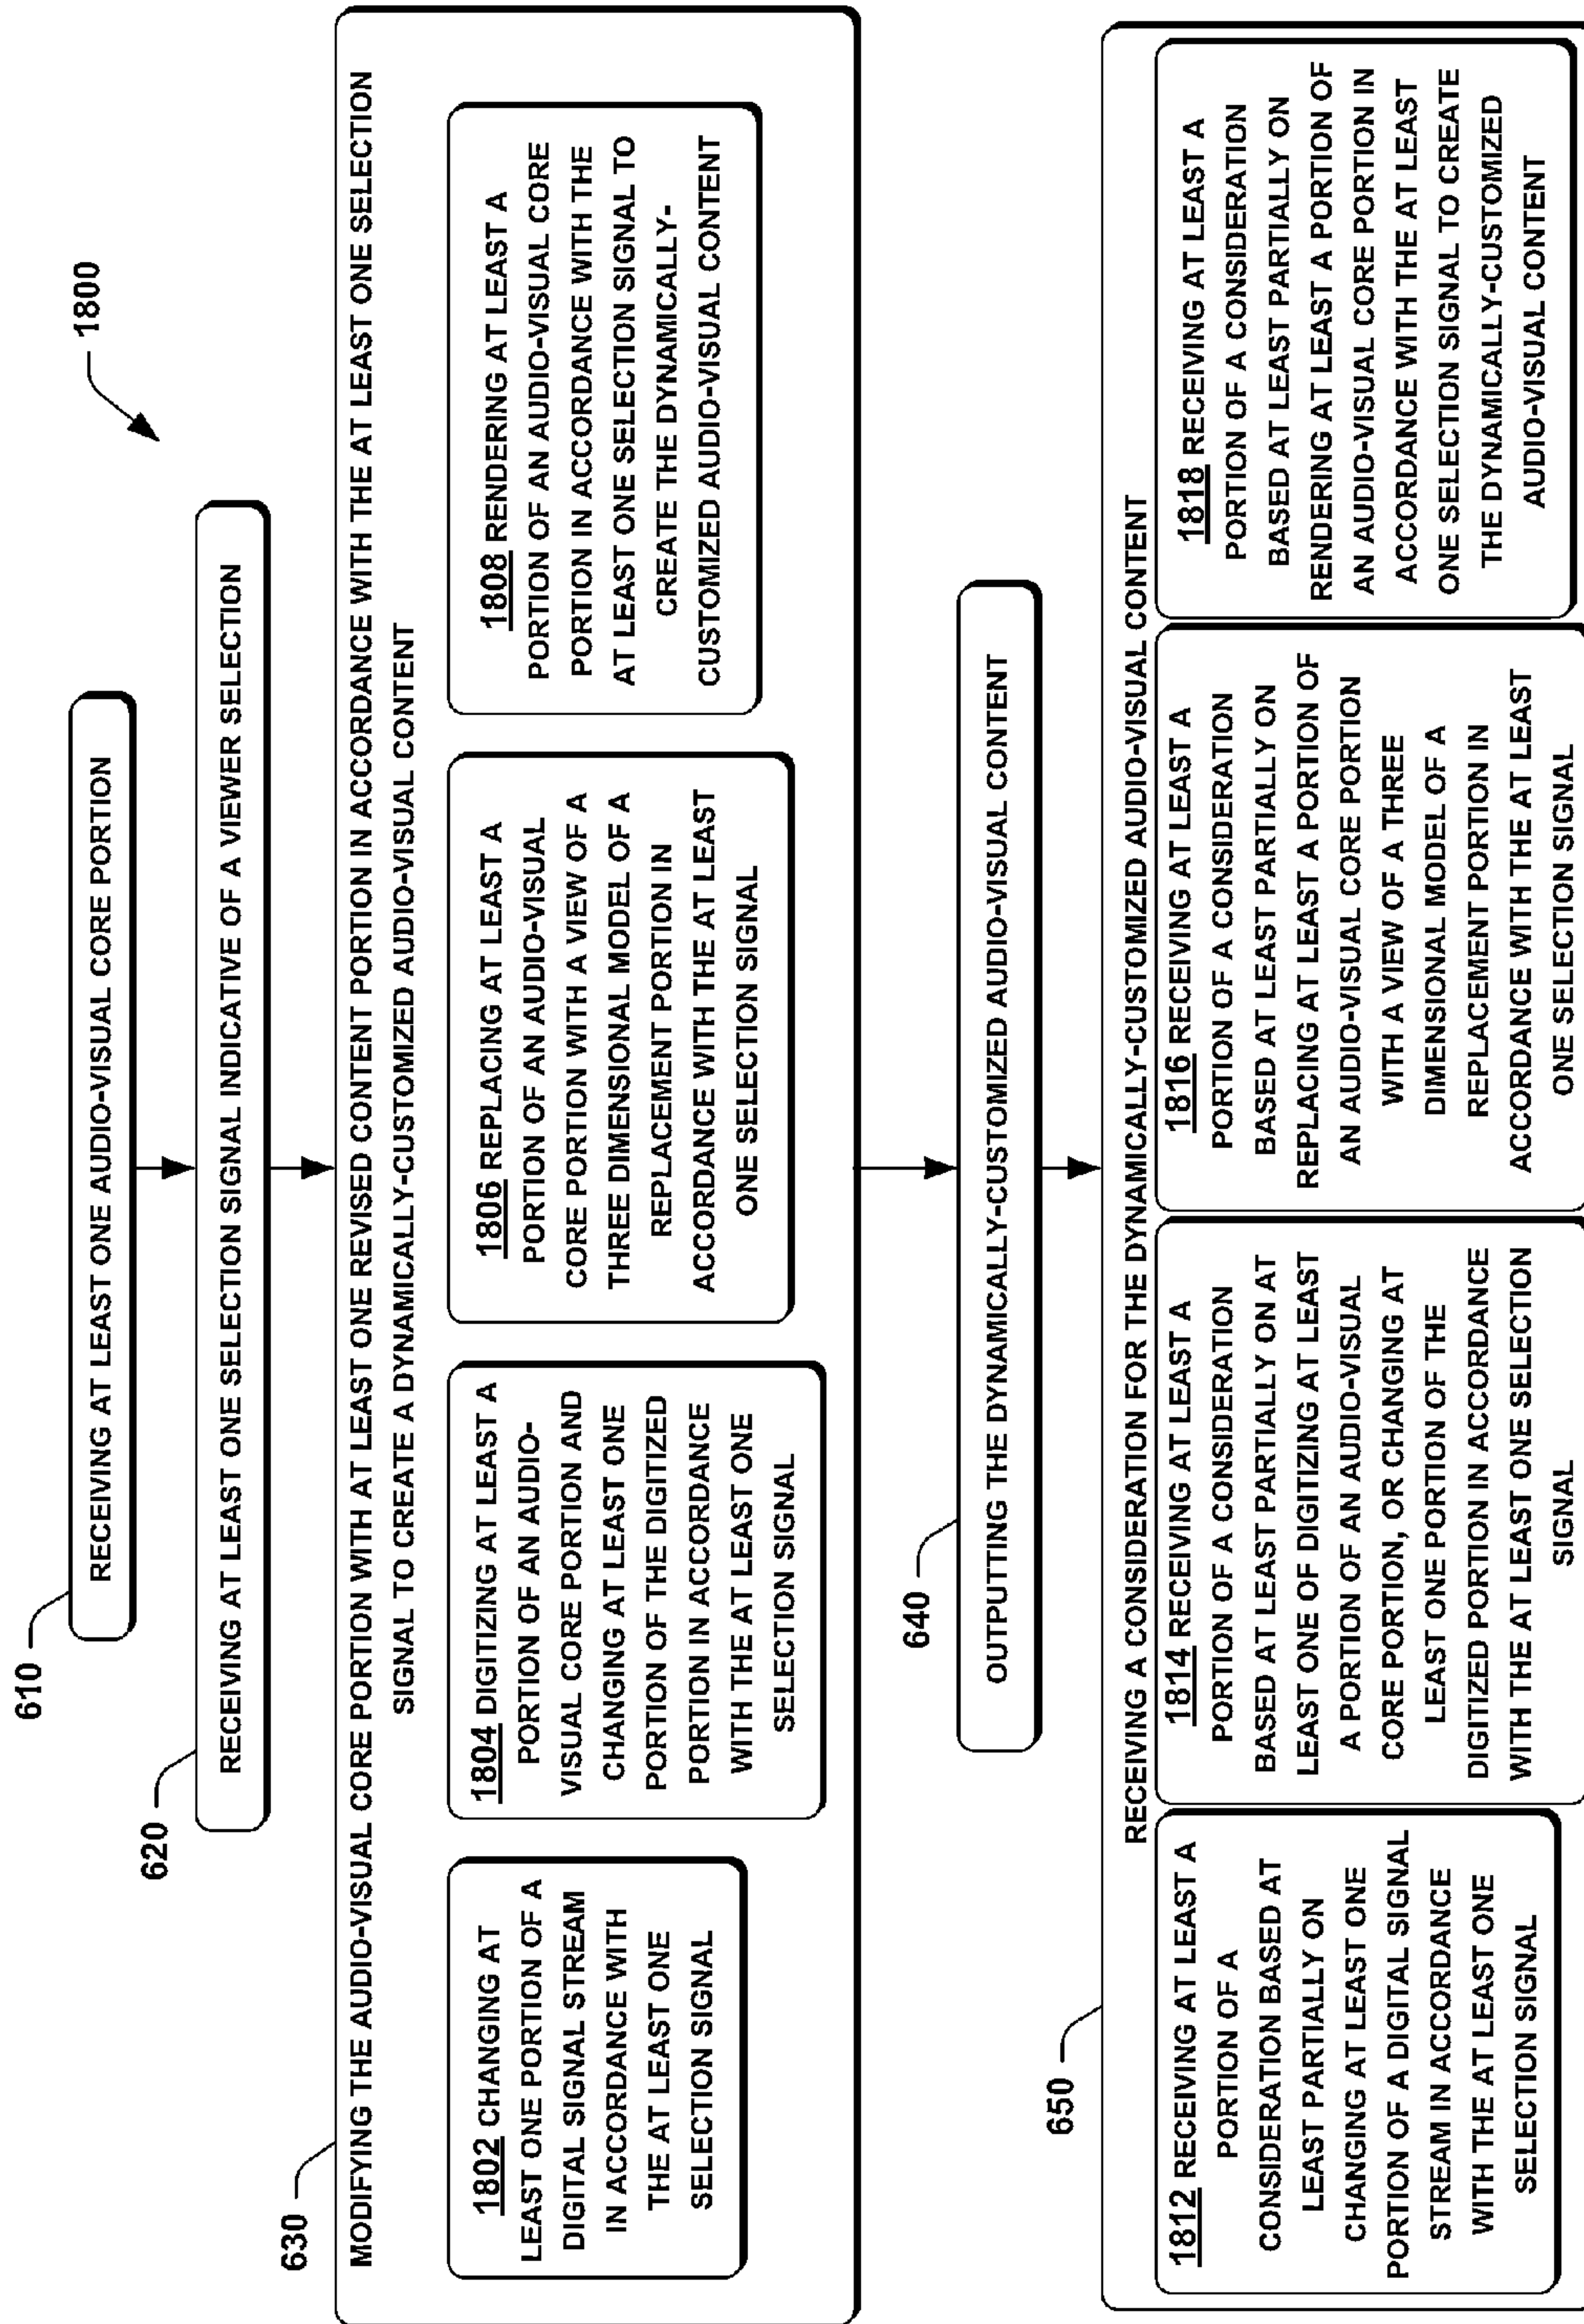 1800
610
RECEIVING AT LEAST ONE AUDIO-VISUAL CORE PORTION
620
RECEIVING AT LEAST ONE SELECTION SIGNAL INDICATIVE OF A VIEWER SELECTION
630
MODIFYING THE AUDIO-VISUAL CORE PORTION WITH AT LEAST ONE REVISED CONTENT PORTION IN ACCORDANCE WITH THE AT LEAST ONE SELECTION
SIGNAL TO CREATE A DYNAMICALLY-CUSTOMIZED AUDIO-VISUAL CONTENT
1802 CHANGING AT
LEAST ONE PORTION OF A
DIGITAL SIGNAL STREAM
IN ACCORDANCE WITH
THE AT LEAST ONE
SELECTION SIGNAL
1804 DIGITIZING AT LEAST A
PORTION OF AN AUDIO-
VISUAL CORE PORTION AND
CHANGING AT LEAST ONE
PORTION OF THE DIGITIZED
PORTION IN ACCORDANCE
WITH THE AT LEAST ONE
SELECTION SIGNAL
1806 REPLACING AT LEAST A
PORTION OF AN AUDIO-VISUAL
CORE PORTION WITH A VIEW OF A
THREE DIMENSIONAL MODEL OF A
REPLACEMENT PORTION IN
ACCORDANCE WITH THE AT LEAST
ONE SELECTION SIGNAL
1808 RENDERING AT LEAST A
PORTION OF AN AUDIO-VISUAL CORE
PORTION IN ACCORDANCE WITH THE
AT LEAST ONE SELECTION SIGNAL TO
CREATE THE DYNAMICALLY-
CUSTOMIZED AUDIO-VISUAL CONTENT
640
OUTPUTTING THE DYNAMICALLY-CUSTOMIZED AUDIO-VISUAL CONTENT
650
RECEIVING A CONSIDERATION FOR THE DYNAMICALLY-CUSTOMIZED AUDIO-VISUAL CONTENT
1812 RECEIVING AT LEAST A
PORTION OF A
CONSIDERATION BASED AT
LEAST PARTIALLY ON
CHANGING AT LEAST ONE
PORTION OF A DIGITAL SIGNAL
STREAM IN ACCORDANCE
WITH THE AT LEAST ONE
SELECTION SIGNAL
1814 RECEIVING AT LEAST A
PORTION OF A CONSIDERATION
BASED AT LEAST PARTIALLY ON AT
LEAST ONE OF DIGITIZING AT LEAST
A PORTION OF AN AUDIO-VISUAL
CORE PORTION, OR CHANGING AT
LEAST ONE PORTION OF THE
DIGITIZED PORTION IN ACCORDANCE
WITH THE AT LEAST ONE SELECTION
SIGNAL
1816 RECEIVING AT LEAST A
PORTION OF A CONSIDERATION
BASED AT LEAST PARTIALLY ON
REPLACING AT LEAST A PORTION OF
AN AUDIO-VISUAL CORE PORTION
WITH A VIEW OF A THREE
DIMENSIONAL MODEL OF A
REPLACEMENT PORTION IN
ACCORDANCE WITH THE AT LEAST
ONE SELECTION SIGNAL
1818 RECEIVING AT LEAST A
PORTION OF A CONSIDERATION
BASED AT LEAST PARTIALLY ON
RENDERING AT LEAST A PORTION OF
AN AUDIO-VISUAL CORE PORTION IN
ACCORDANCE WITH THE AT LEAST
ONE SELECTION SIGNAL TO CREATE
THE DYNAMICALLY-CUSTOMIZED
AUDIO-VISUAL CONTENT